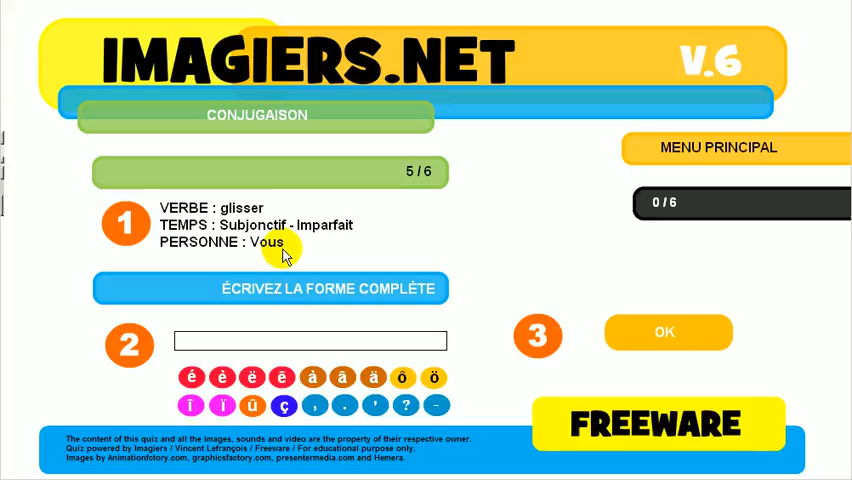 IMAGIERS.NET
V.6
CONJUGAISON
MENU PRINCIPAL
5 / 6
0 / 6
1
VERBE : glisser
TEMPS : Subjonctif - Imparfait
PERSONNE : Vous
ÉCRIVEZ LA FORME COMPLÈTE
2
3
OK
é è ë ê à â ä ô ö
î ï û ç , . ' ? -
FREEWARE
The content of this quiz and all the images, sounds and video are the property of their respective owner.
Quiz powered by Imagiers / Vincent Lefrançois / Freeware / For educational purpose only.
Images by Animationfctory.com, graphicsfactory.com, presentermedia.com and Hemera.